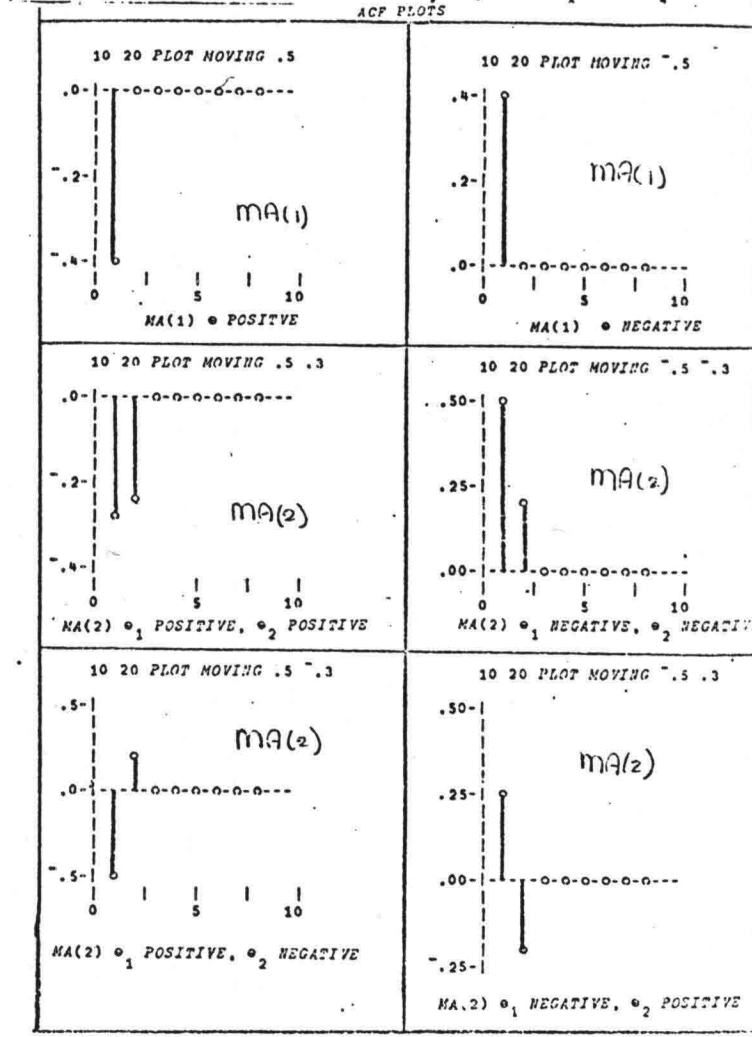 ACF PLOTS
10 20 PLOT MOVING .5
.0
¯.2
¯.4
MA(1)
0 5 10
MA(1) θ POSITVE
10 20 PLOT MOVING ¯.5
.4
.2
.0
MA(1)
0 5 10
MA(1) θ NEGATIVE
10 20 PLOT MOVING .5 .3
.0
¯.2
¯.4
MA(2)
5 10
MA(2) θ1 POSITIVE, θ2 POSITIVE
10 20 PLOT MOVING ¯.5 ¯.3
.50
.25
.00
MA(2)
0 5 10
MA(2) θ1 NEGATIVE, θ2 NEGATIV
10 20 PLOT MOVING .5 ¯.3
.5
.0
¯.5
MA(2)
0 5 10
MA(2) θ1 POSITIVE, θ2 NEGATIVE
10 20 PLOT MOVING ¯.5 .3
.50
.25
.00
¯.25
MA(2)
MA(2) θ1 NEGATIVE, θ2 POSITIVE